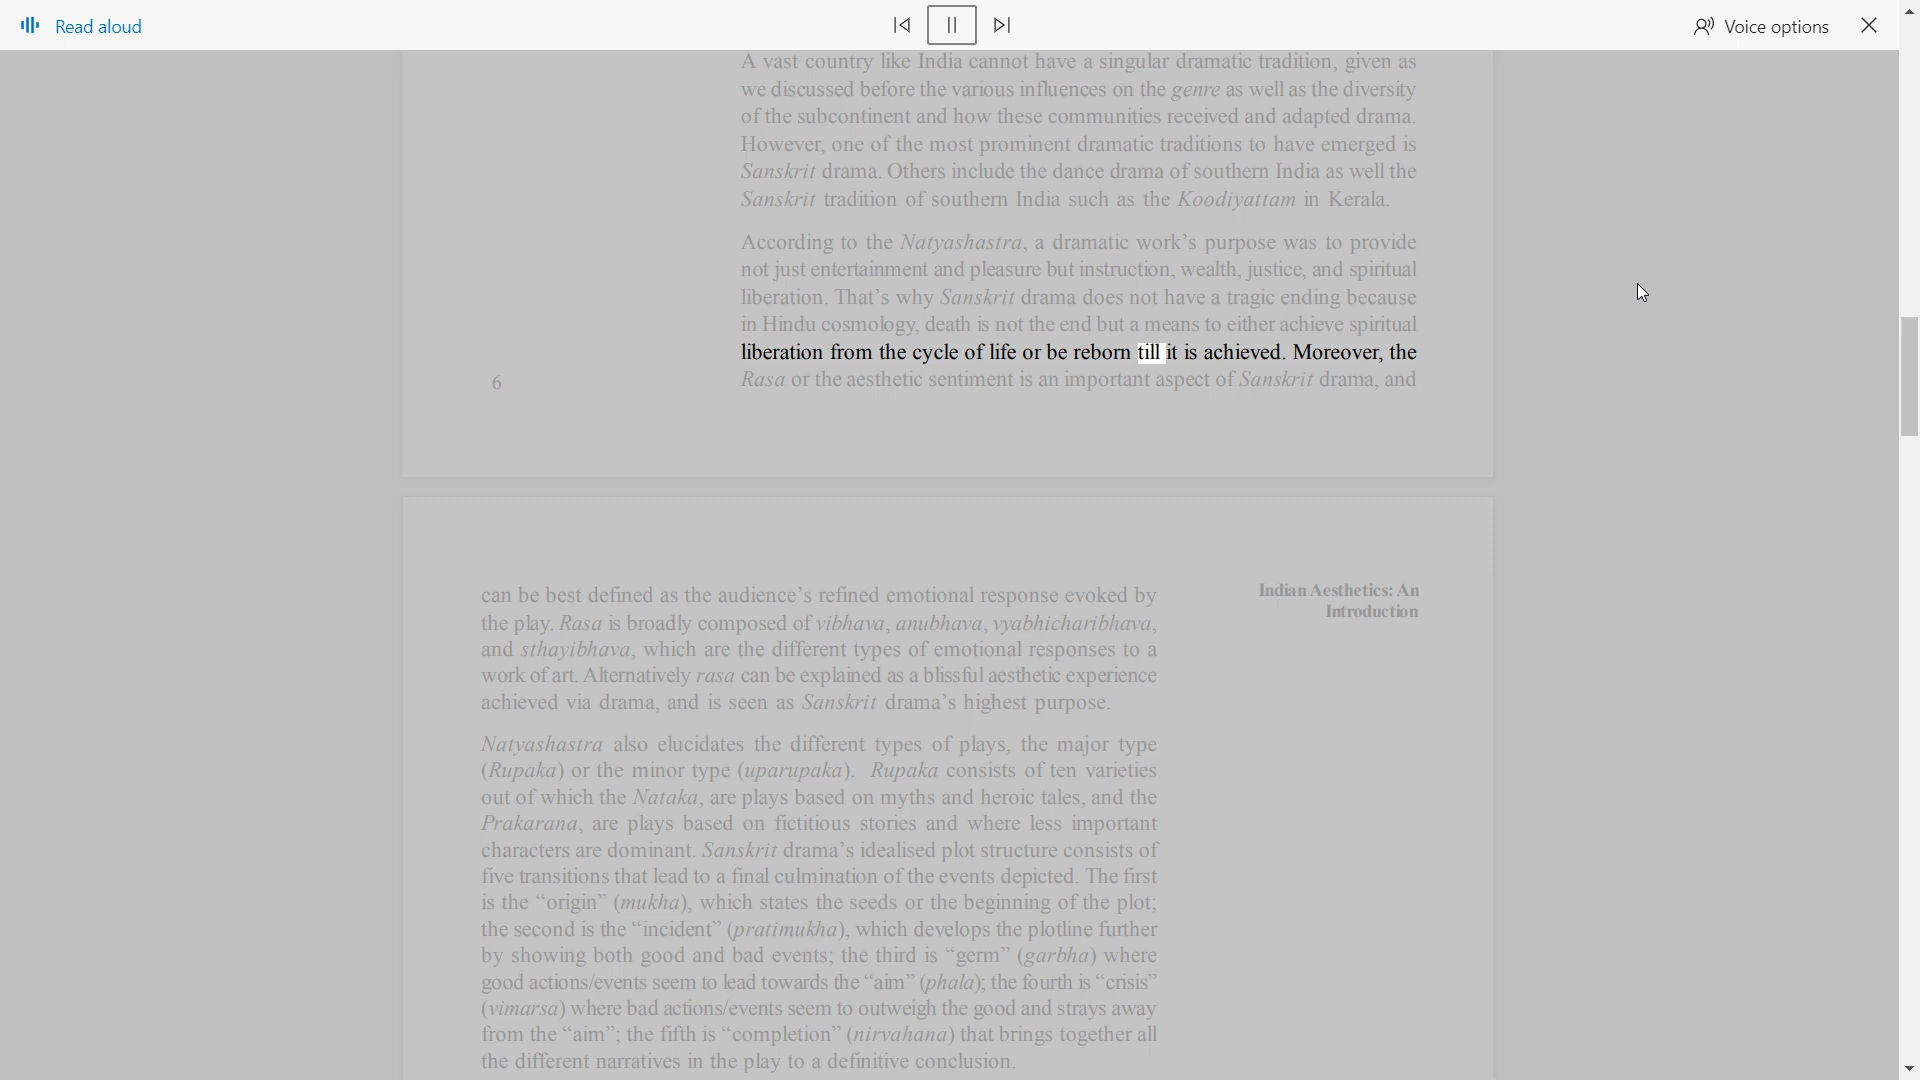 Read aloud
Voice options
A vast country like India cannot have a singular dramatic tradition, given as
we discussed before the various influences on the genre as well as the diversity
of the subcontinent and how these communities received and adapted drama.
However, one of the most prominent dramatic traditions to have emerged is
Sanskrit drama. Others include the dance drama of southern India as well the
Sanskrit tradition of southern India such as the Koodiyattam in Kerala.
According to the Natyashastra, a dramatic work's purpose was to provide
not just entertainment and pleasure but instruction, wealth, justice, and spiritual
liberation. That's why Sanskrit drama does not have a tragic ending because
in Hindu cosmology, death is not the end but a means to either achieve spiritual
liberation from the cycle of life or be reborn till it is achieved. Moreover, the
Rasa or the aesthetic sentiment is an important aspect of Sanskrit drama, and
6
Indian Aesthetics: An
Introduction
can be best defined as the audience's refined emotional response evoked by
the play. Rasa is broadly composed of vibhava, anubhava, vyabhicharibhava,
and sthayibhava, which are the different types of emotional responses to a
work of art. Alternatively rasa can be explained as a blissful aesthetic experience
achieved via drama, and is seen as Sanskrit drama's highest purpose.
Natyashastra also elucidates the different types of plays, the major type
(Rupaka) or the minor type (uparupaka). Rupaka consists of ten varieties
out of which the Nataka, are plays based on myths and heroic tales, and the
Prakarana, are plays based on fictitious stories and where less important
characters are dominant. Sanskrit drama's idealised plot structure consists of
five transitions that lead to a final culmination of the events depicted. The first
is the "origin" (mukha), which states the seeds or the beginning of the plot;
the second is the "incident" (pratimukha), which develops the plotline further
by showing both good and bad events; the third is "germ" (garbha) where
good actions/events seem to lead towards the "aim" (phala); the fourth is "crisis"
(vimarsa) where bad actions/events seem to outweigh the good and strays away
from the "aim"; the fifth is "completion" (nirvahana) that brings together all
the different narratives in the play to a definitive conclusion.